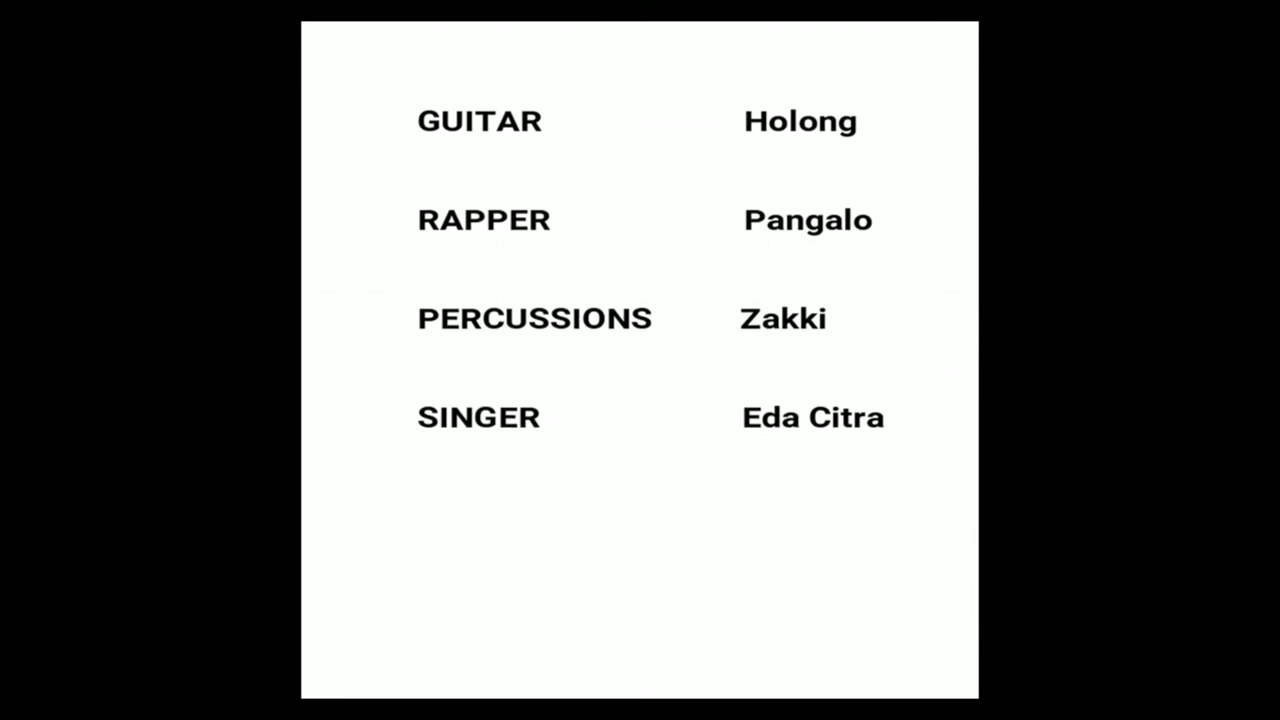 GUITAR Holong
RAPPER Pangalo
PERCUSSIONS Zakki
SINGER Eda Citra